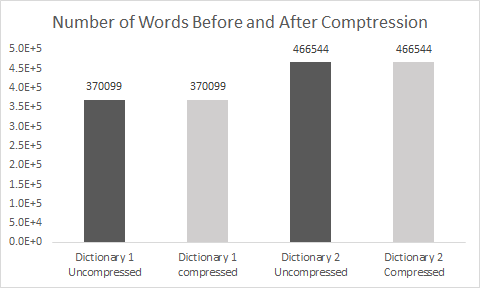 Number of Words Before and After Comptression
5.0E+5
4.5E+5
4.0E+5
3.5E+5
3.0E+5
2.5E+5
2.0E+5
1.5E+5
1.0E+5
5.0E+4
0.0E+0
370099
370099
466544
466544
Dictionary 1
Uncompressed
Dictionary 1
compressed
Dictionary 2
Uncompressed
Dictionary 2
Compressed